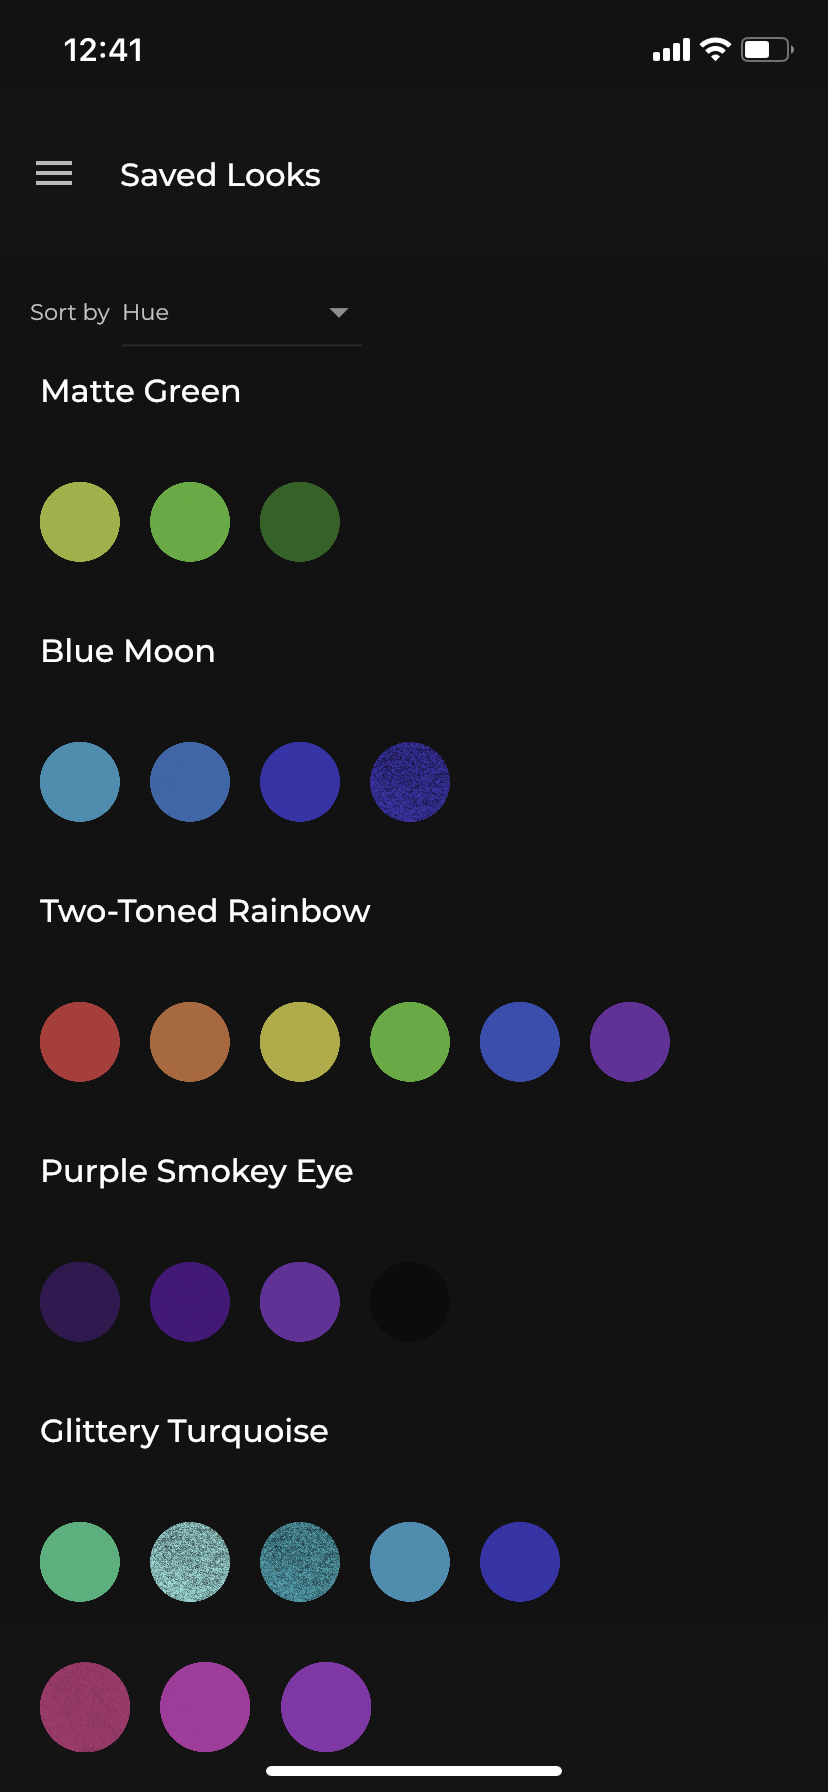 12:41
Saved Looks
Sort by Hue
Matte Green
Blue Moon
Two-Toned Rainbow
Purple Smokey Eye
Glittery Turquoise